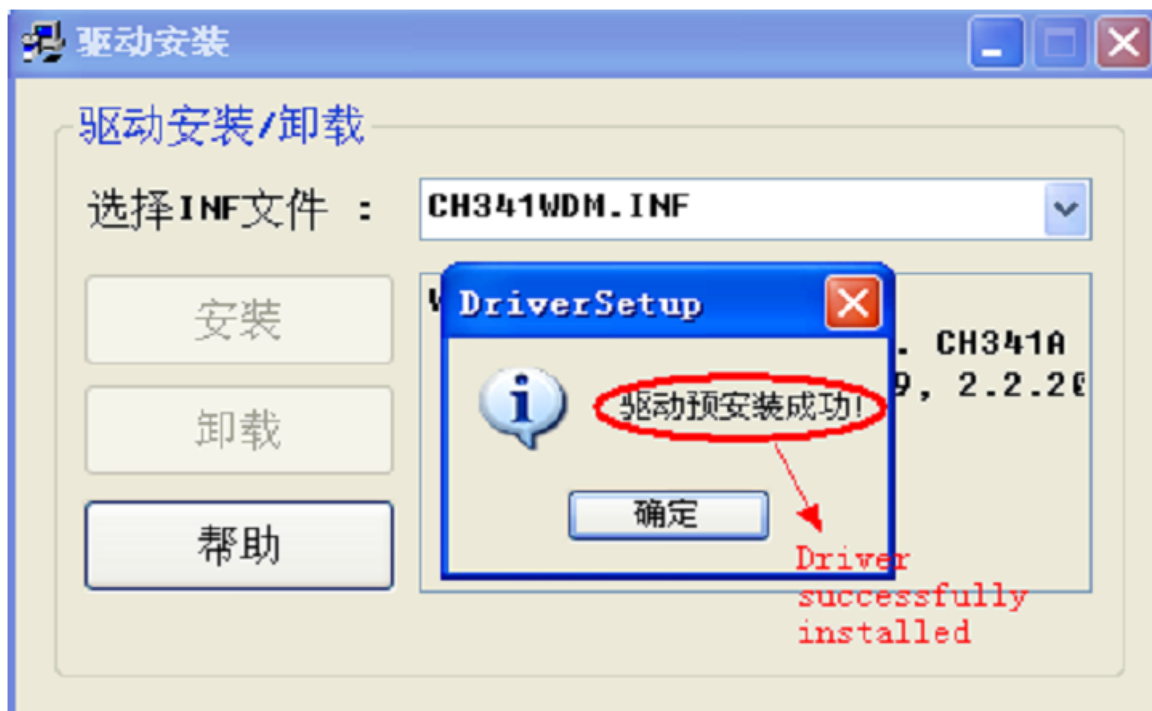 驱动安装
驱动安装/卸载
选择INF文件 :
CH341WDM.INF
安装
卸载
帮助
. CH341A
9, 2.2.20
DriverSetup
驱动预安装成功!
确定
Driver
successfully
installed